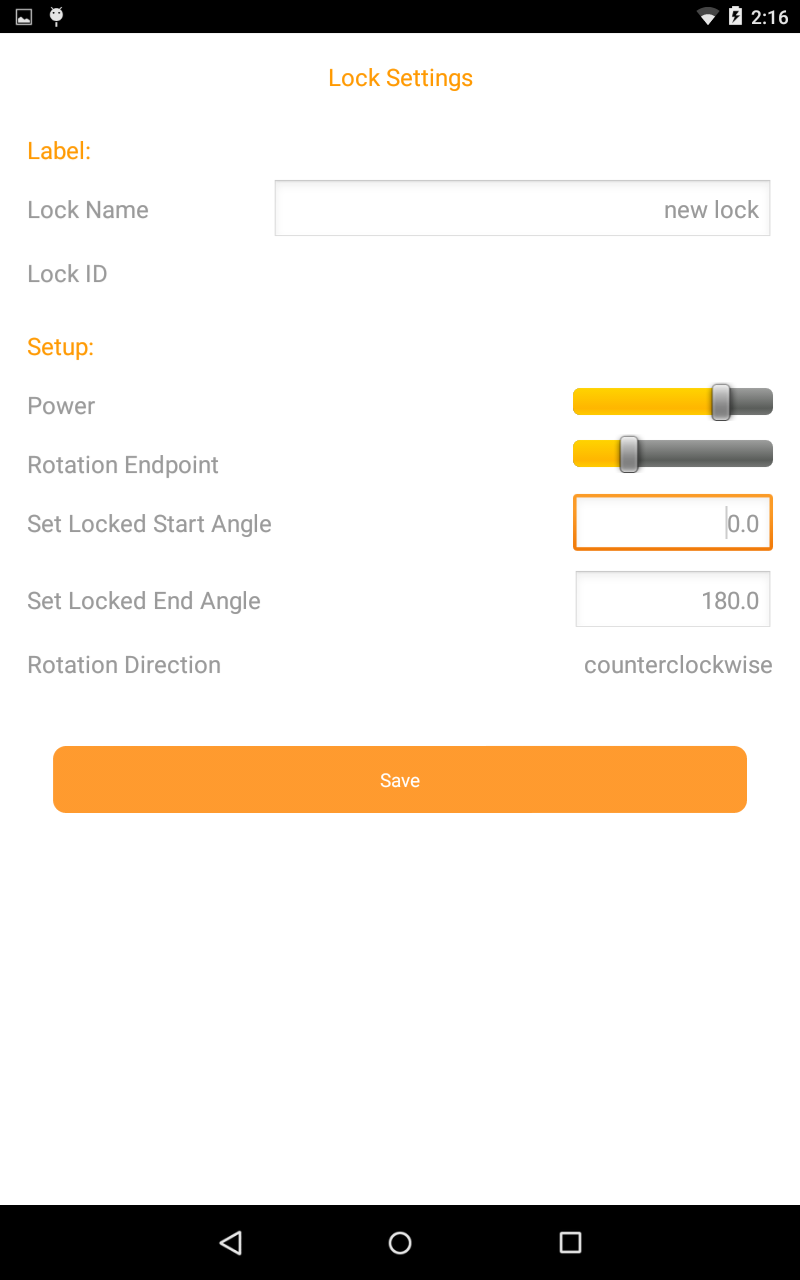 2:16
Lock Settings
Label:
Lock Name new lock
Lock ID
Setup:
Power
Rotation Endpoint
Set Locked Start Angle 0.0
Set Locked End Angle 180.0
Rotation Direction counterclockwise
Save